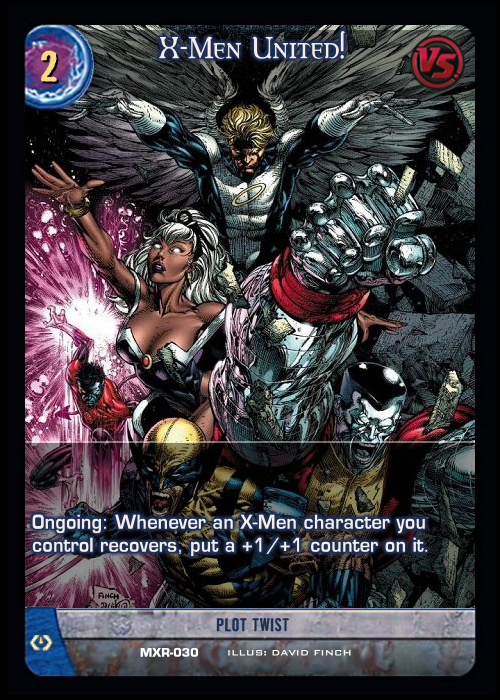 2
X-Men United!
VS.
Ongoing: Whenever an X-Men character you
control recovers, put a +1/+1 counter on it.
FINCH
PLOT TWIST
MXR-030 ILLUS: DAVID FINCH